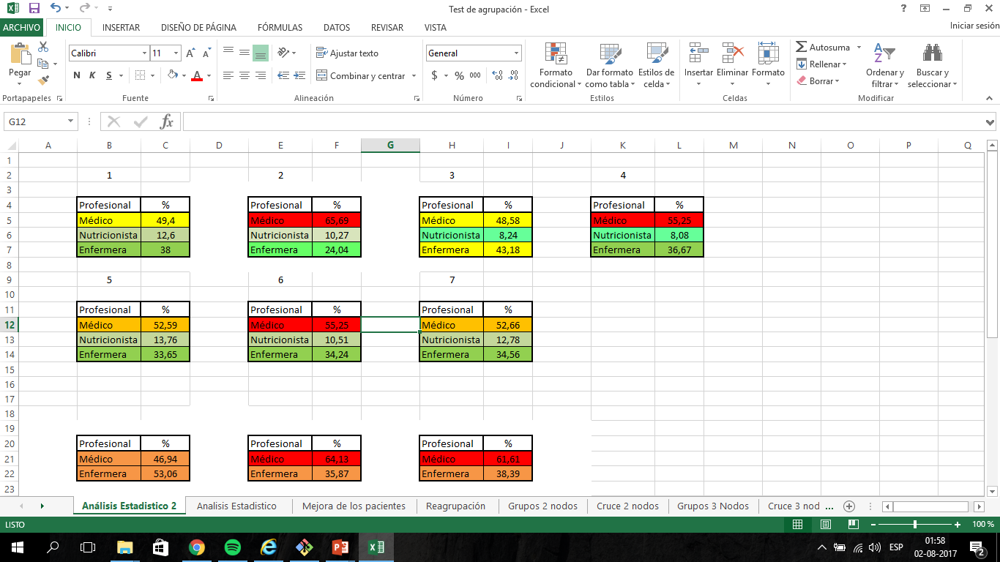 Test de agrupación - Excel
ARCHIVO INICIO INSERTAR DISEÑO DE PÁGINA FÓRMULAS DATOS REVISAR VISTA Iniciar sesión
Pegar
Calibri 11
N K S
Ajustar texto
Combinar y centrar
General
$ % 000
Formato condicional
Dar formato como tabla
Estilos de celda
Insertar Eliminar Formato
Autosuma
Rellenar
Borrar
Ordenar y filtrar
Buscar y seleccionar
Portapapeles Fuente Alineación Número Estilos Celdas Modificar
G12 fx
A B C D E F G H I J K L M N O P Q
1
2 1 2 3 4
3
4 Profesional % Profesional % Profesional % Profesional %
5 Médico 49,4 Médico 65,69 Médico 48,58 Médico 55,25
6 Nutricionista 12,6 Nutricionista 10,27 Nutricionista 8,24 Nutricionista 8,08
7 Enfermera 38 Enfermera 24,04 Enfermera 43,18 Enfermera 36,67
8
9 5 6 7
10
11 Profesional % Profesional % Profesional %
12 Médico 52,59 Médico 55,25 Médico 52,66
13 Nutricionista 13,76 Nutricionista 10,51 Nutricionista 12,78
14 Enfermera 33,65 Enfermera 34,24 Enfermera 34,56
15
16
17
18
19
20 Profesional % Profesional % Profesional %
21 Médico 46,94 Médico 64,13 Médico 61,61
22 Enfermera 53,06 Enfermera 35,87 Enfermera 38,39
23
Análisis Estadistico 2 Analisis Estadistico Mejora de los pacientes Reagrupación Grupos 2 nodos Cruce 2 nodos Grupos 3 Nodos Cruce 3 nod ...
LISTO 100 %
ESP
01:58
02-08-2017
2